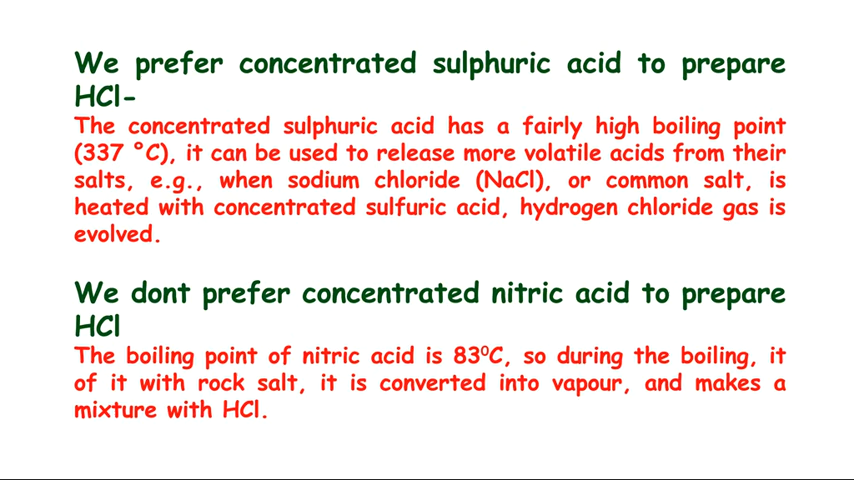 We prefer concentrated sulphuric acid to prepare
HCl-
The concentrated sulphuric acid has a fairly high boiling point
(337 °C), it can be used to release more volatile acids from their
salts, e.g., when sodium chloride (NaCl), or common salt, is
heated with concentrated sulfuric acid, hydrogen chloride gas is
evolved.
We dont prefer concentrated nitric acid to prepare
HCl
The boiling point of nitric acid is 83⁰C, so during the boiling, it
of it with rock salt, it is converted into vapour, and makes a
mixture with HCl.